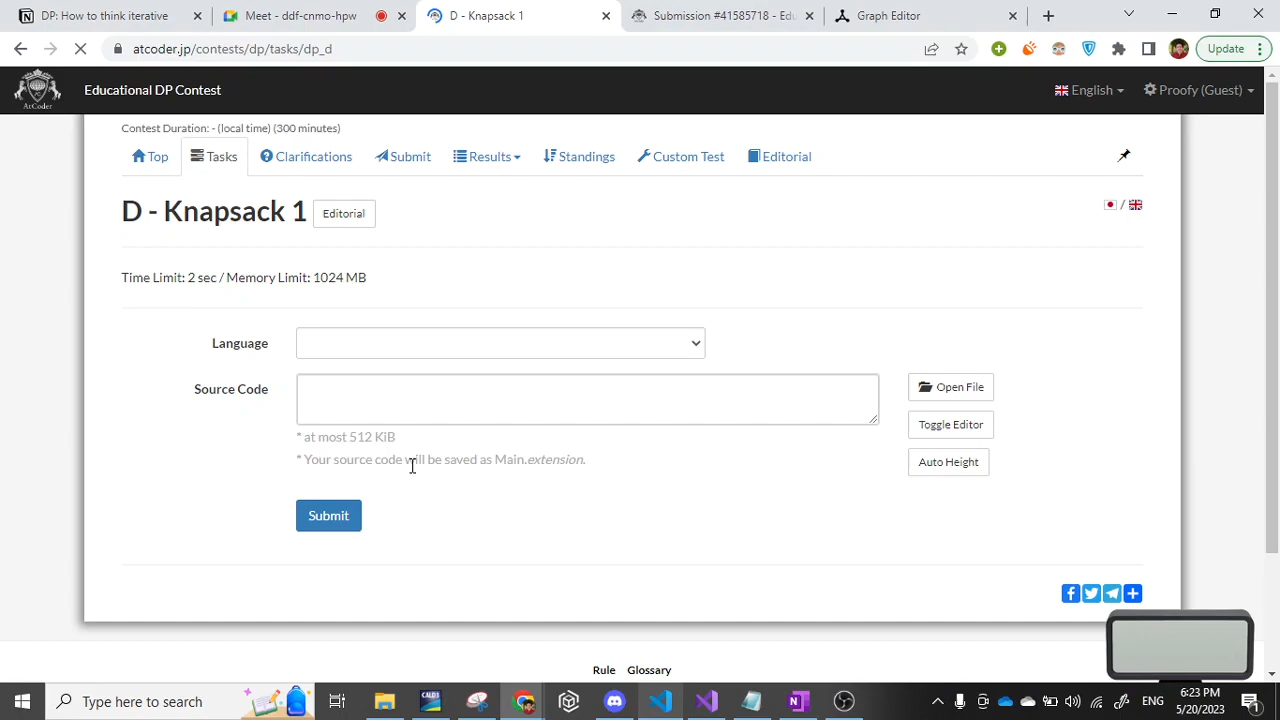 DP: How to think iterative
Meet - ddf-cnmo-hpw
D - Knapsack 1
Submission #41585718 - Edu
Graph Editor
atcoder.jp/contests/dp/tasks/dp_d
Update
AtCoder
Educational DP Contest
English
Proofy (Guest)
Contest Duration: - (local time) (300 minutes)
Top
Tasks
Clarifications
Submit
Results
Standings
Custom Test
Editorial
D - Knapsack 1
Editorial
/
Time Limit: 2 sec / Memory Limit: 1024 MB
Language
Source Code
Open File
Toggle Editor
* at most 512 KiB
* Your source code will be saved as Main.extension.
Auto Height
Submit
Rule
Glossary
Type here to search
ENG
6:23 PM
5/20/2023